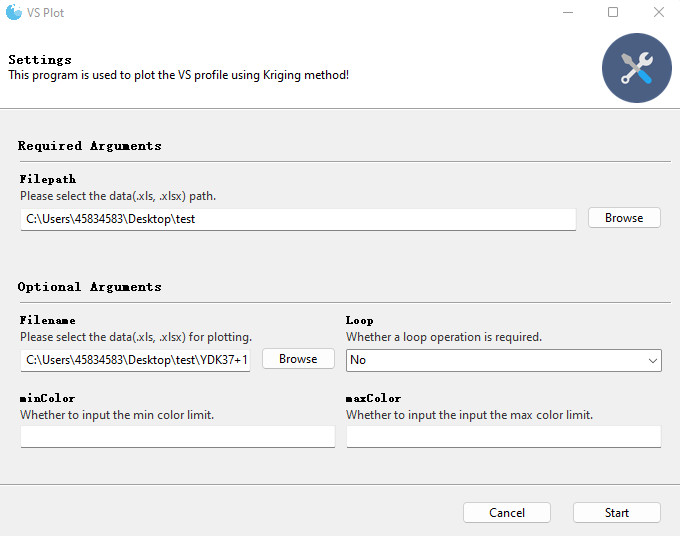 VS Plot
Settings
This program is used to plot the VS profile using Kriging method!
Required Arguments
Filepath
Please select the data(.xls, .xlsx) path.
C:\Users\45834583\Desktop\test
Browse
Optional Arguments
Filename
Loop
Please select the data(.xls, .xlsx) for plotting.
Whether a loop operation is required.
C:\Users\45834583\Desktop\test\YDK37+1
Browse
No
minColor
maxColor
Whether to input the min color limit.
Whether to input the input the max color limit.
Cancel
Start